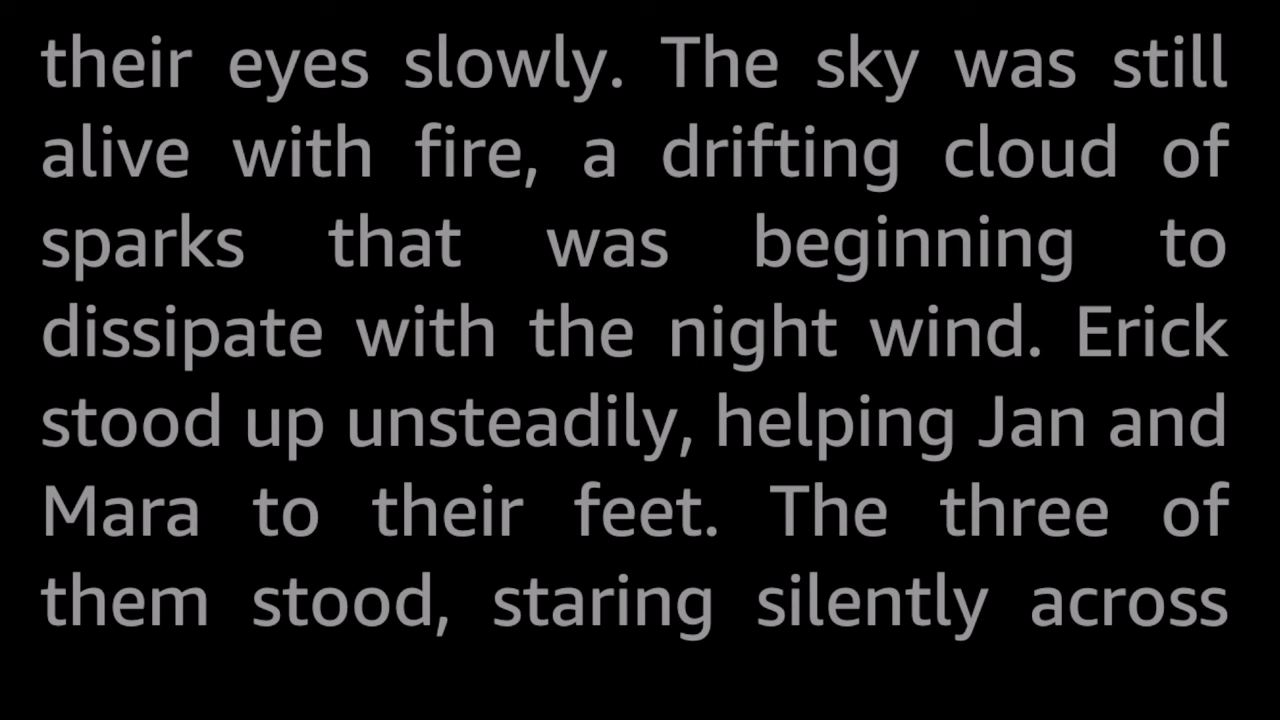 their eyes slowly. The sky was still
alive with fire, a drifting cloud of
sparks that was beginning to
dissipate with the night wind. Erick
stood up unsteadily, helping Jan and
Mara to their feet. The three of
them stood, staring silently across